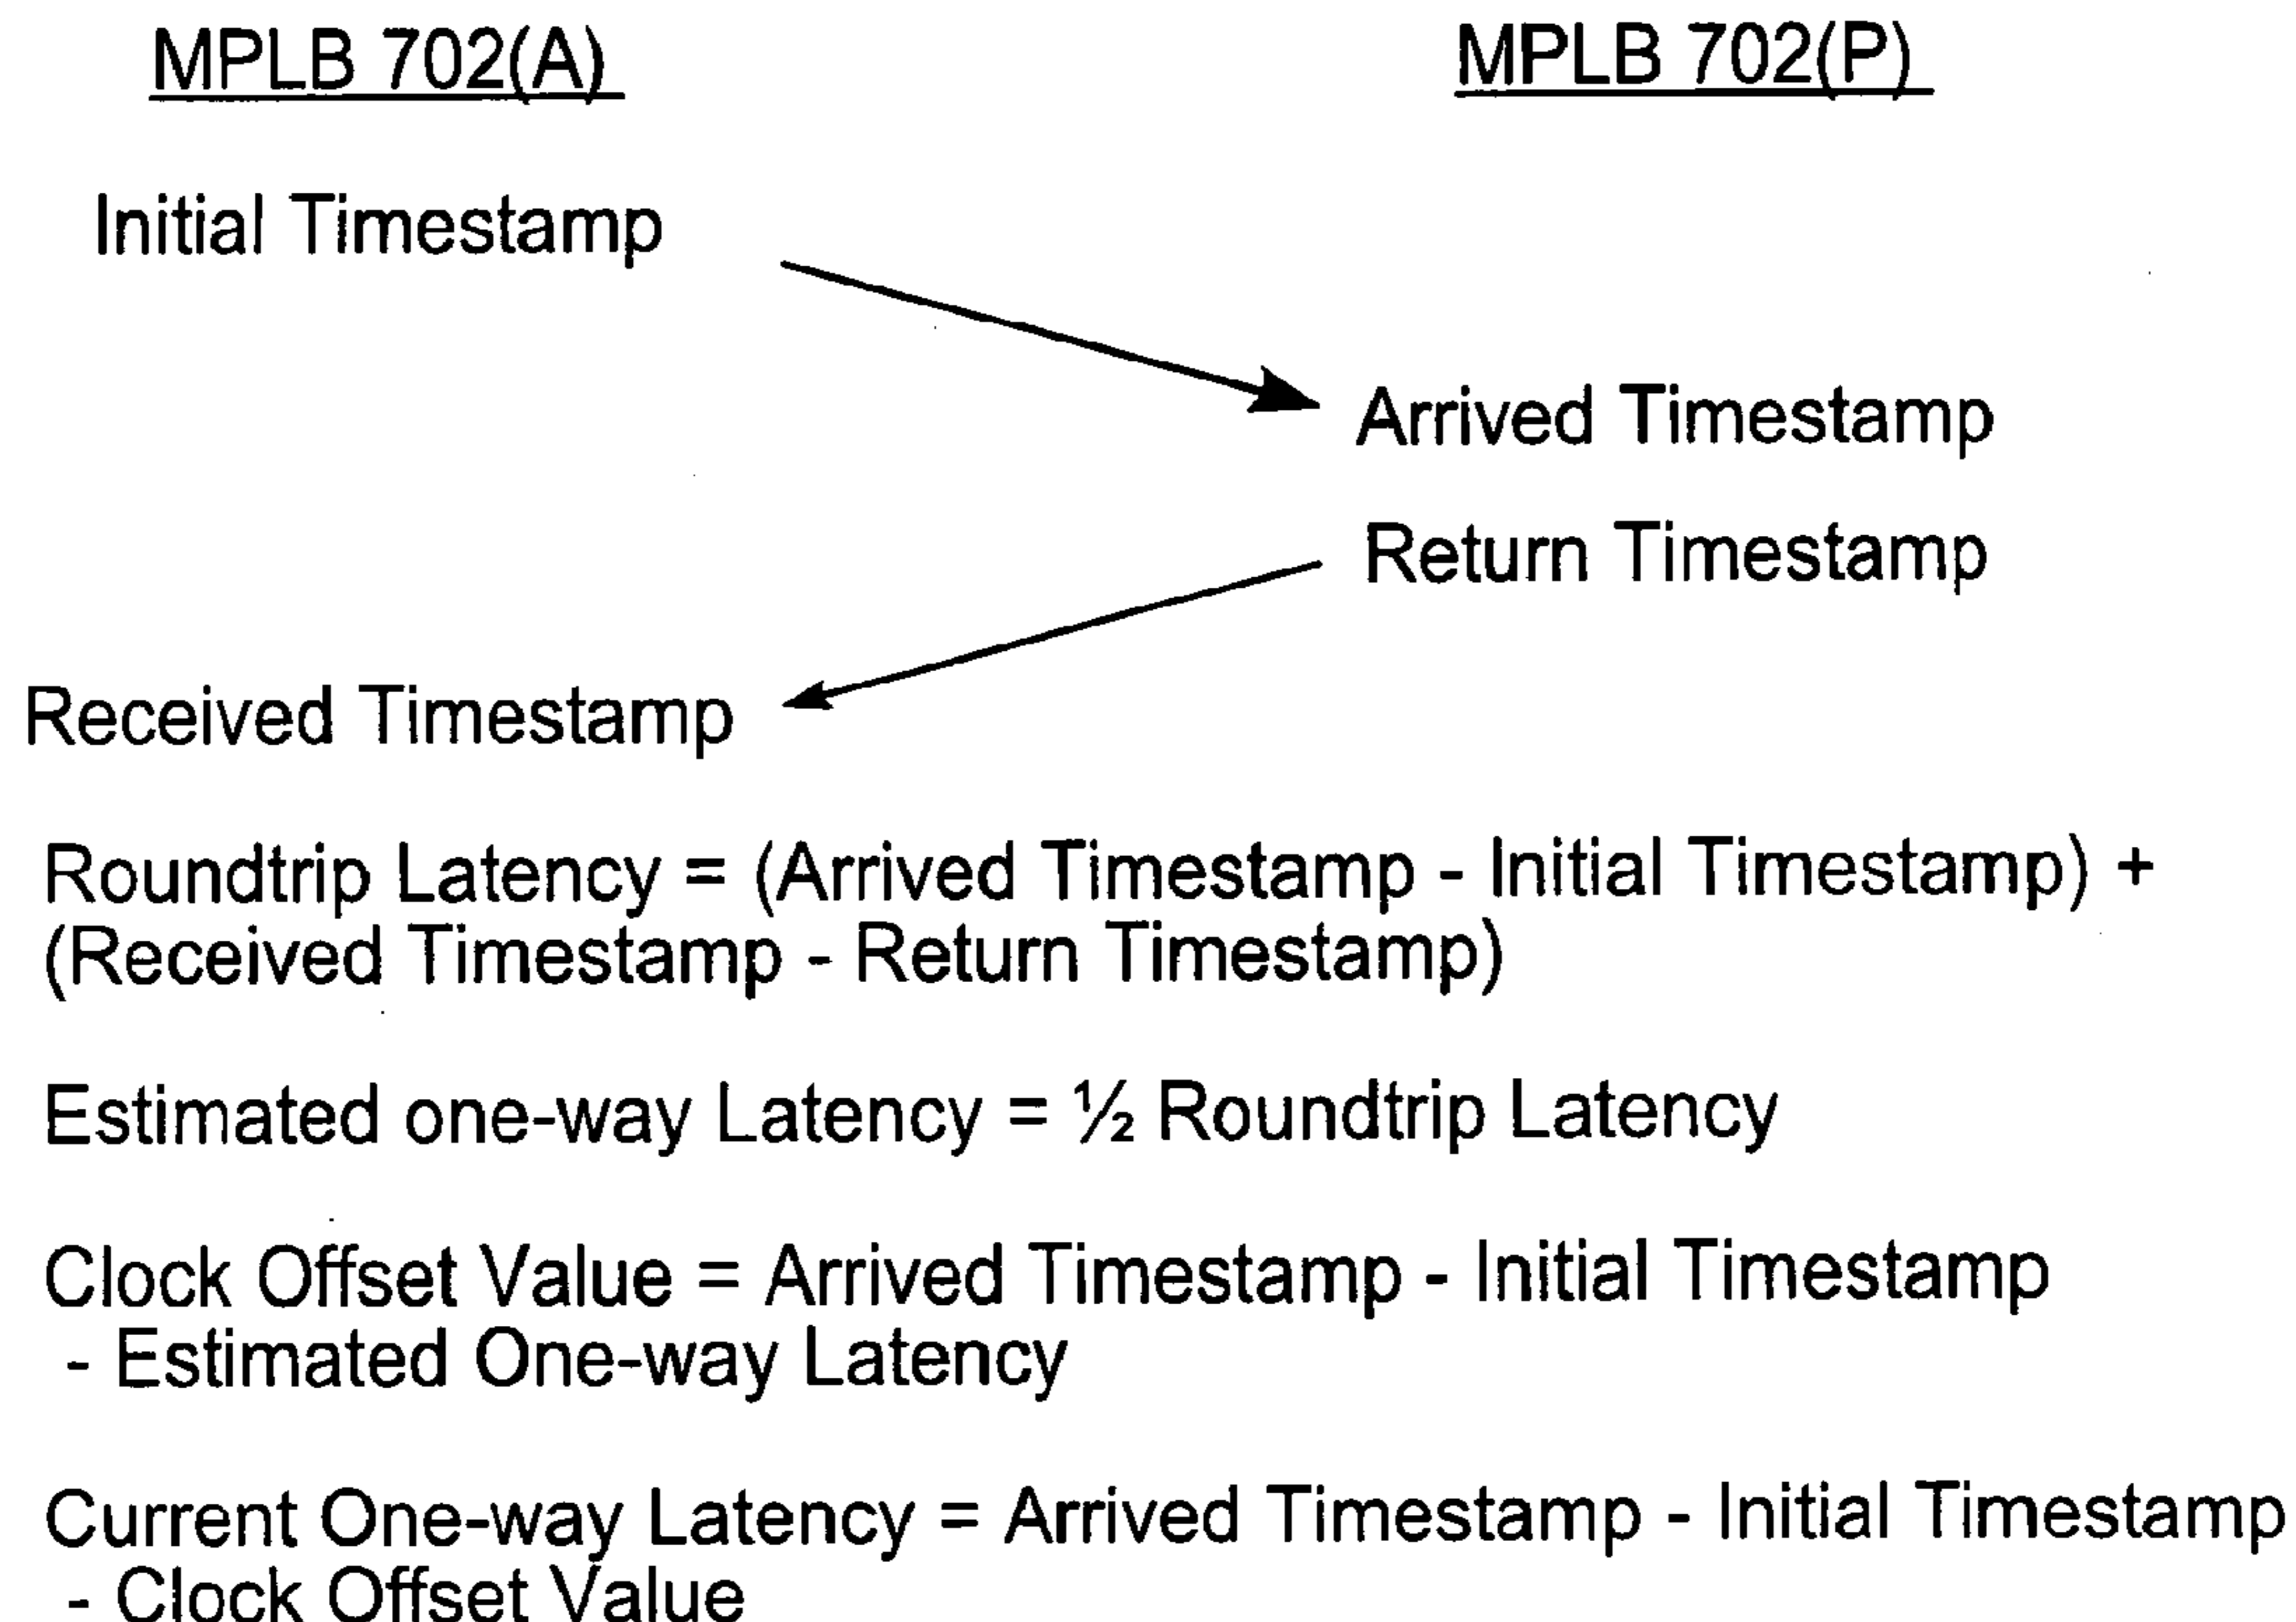 MPLB 702(A)
MPLB 702(P)
Initial Timestamp
Arrived Timestamp
Return Timestamp
Received Timestamp
Roundtrip Latency = (Arrived Timestamp - Initial Timestamp) +
(Received Timestamp - Return Timestamp)
Estimated one-way Latency = ½ Roundtrip Latency
Clock Offset Value = Arrived Timestamp - Initial Timestamp
- Estimated One-way Latency
Current One-way Latency = Arrived Timestamp - Initial Timestamp
- Clock Offset Value